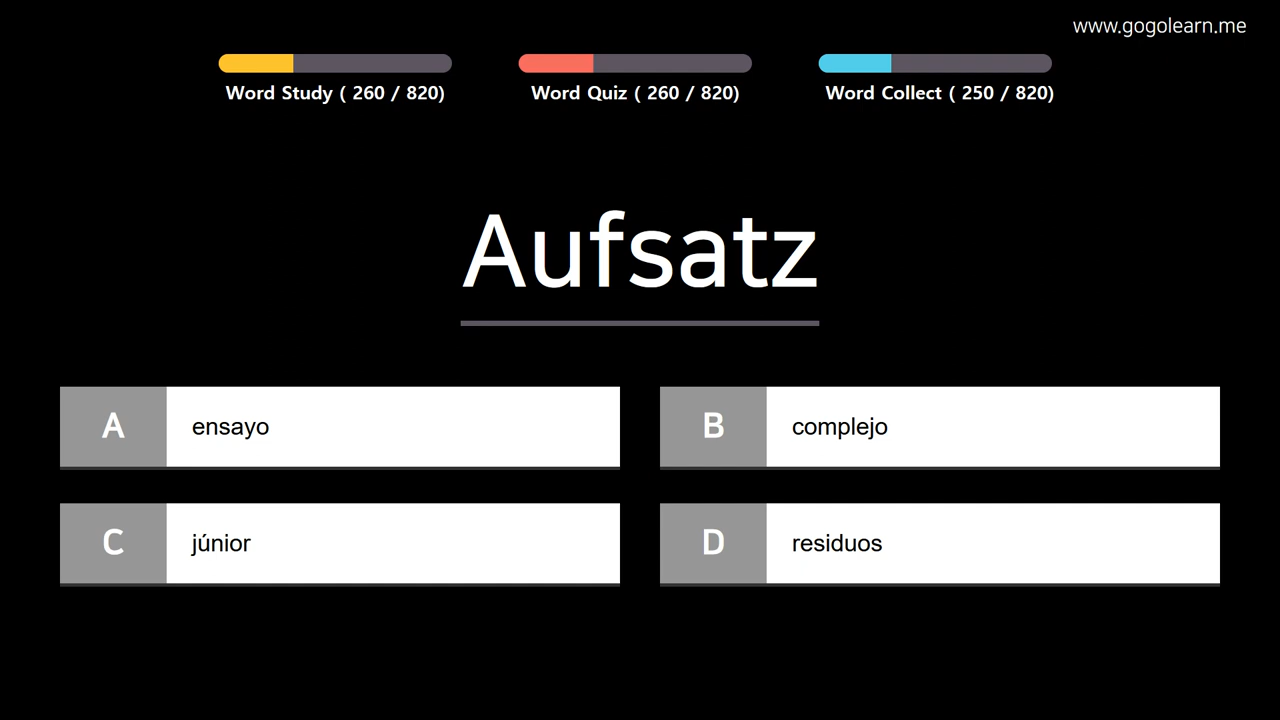 www.gogolearn.me
Word Study ( 260 / 820)
Word Quiz ( 260 / 820)
Word Collect ( 250 / 820)
Aufsatz
A ensayo
B complejo
C júnior
D residuos